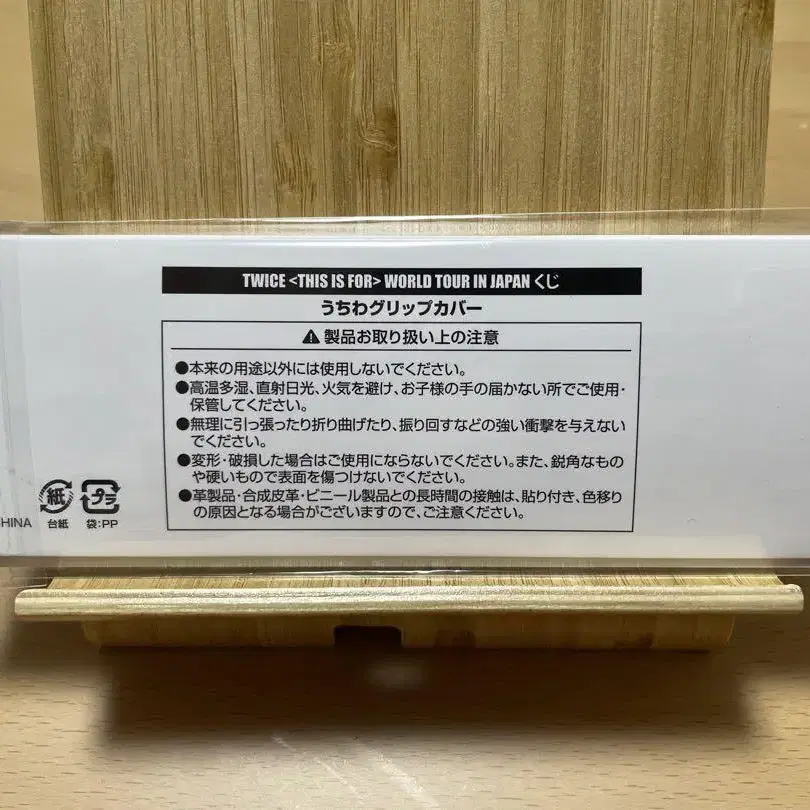 TWICE <THIS IS FOR> WORLD TOUR IN JAPAN くじ
うちわグリップカバー
製品お取り扱い上の注意
●本来の用途以外には使用しないでください。
●高温多湿、直射日光、火気を避け、お子様の手の届かない所でご使用・
保管してください。
●無理に引っ張ったり折り曲げたり、振り回すなどの強い衝撃を与えない
でください。
●変形・破損した場合はご使用にならないでください。また、鋭角なもの
や硬いもので表面を傷つけないでください。
●革製品・合成皮革・ビニール製品との長時間の接触は、貼り付き、色移り
の原因となる場合がございますので、ご注意ください。
紙 プラ
HINA 台紙 袋:PP